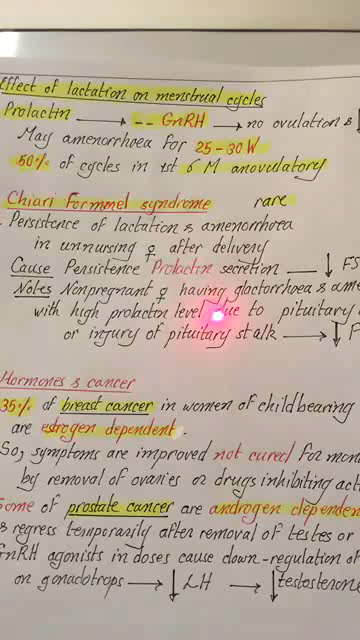 Effect of lactation on menstrual cycles
Prolactin → -- GnRH → no ovulation &
May amenorrhoea for 25-30 W
50% of cycles in 1st 6 M anovulatory
Chiari Formmel syndrome rare
. Persistence of lactation & amenorrhoea
in unnursing ♀ after delivery
Cause Persistence Prolactin secretion → ↓ FS
Notes Nonpregnant ♀ having glactorrhoea & ame
with high prolactin level due to pituitary
or injury of pituitary stalk → ↓ F
Hormones & cancer
35% of breast cancer in women of childbearing
are estrogen dependent.
So, symptoms are improved not cured for mon
by removal of ovaries or drugs inhibiting act
Some of prostate cancer are androgen dependen
& regress temporarily after removal of testes or
GnRH agonists in doses cause down-regulation of
on gonadotrops → ↓ LH → ↓ testosterone